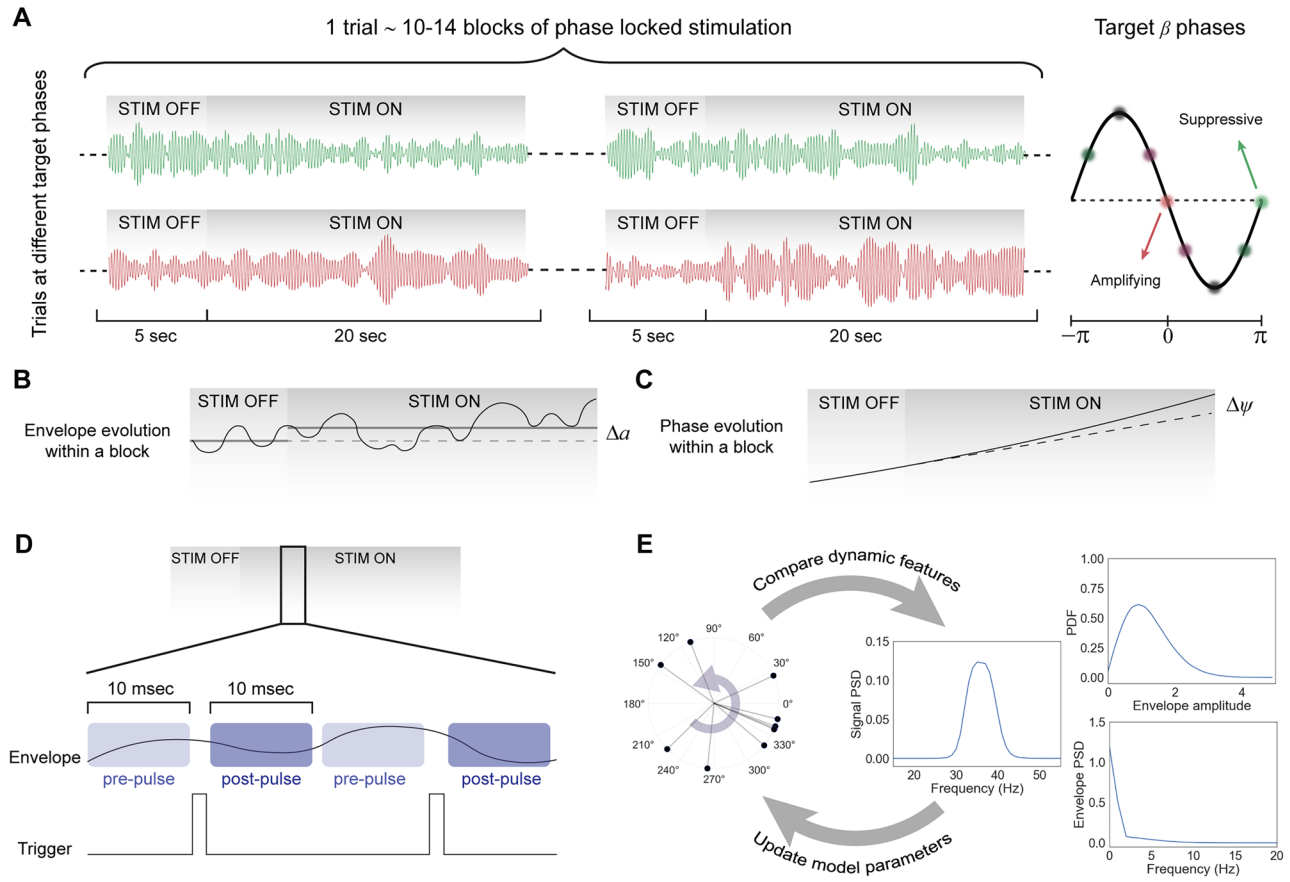 A
1 trial ~ 10-14 blocks of phase locked stimulation
Target β phases
Trials at different target phases
STIM OFF
STIM ON
STIM OFF
STIM ON
Suppressive
STIM OFF
STIM ON
STIM OFF
STIM ON
Amplifying
5 sec
20 sec
5 sec
20 sec
−π
0
π
B
STIM OFF
STIM ON
Envelope evolution
within a block
Δa
C
STIM OFF
STIM ON
Phase evolution
within a block
Δψ
D
STIM OFF
STIM ON
10 msec
10 msec
Envelope
pre-pulse
post-pulse
pre-pulse
post-pulse
Trigger
E
Compare dynamic features
90°
120°
60°
150°
30°
180°
0°
210°
330°
240°
300°
270°
Signal PSD
0.15
0.10
0.05
0.00
20
30
40
50
Frequency (Hz)
PDF
1.00
0.75
0.50
0.25
0.00
0
2
4
Envelope amplitude
Envelope PSD
1.5
1.0
0.5
0.0
0
5
10
15
20
Frequency (Hz)
Update model parameters